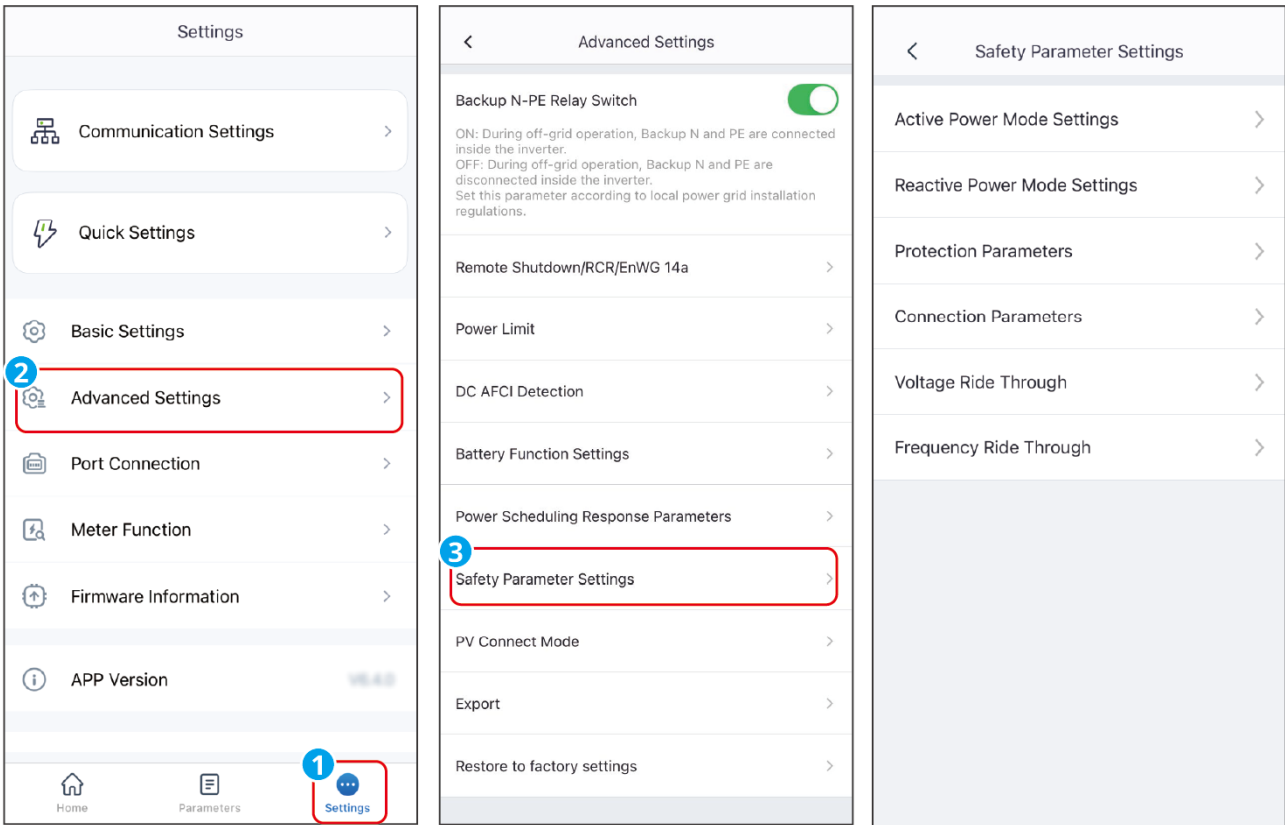 Settings
Communication Settings
Quick Settings
Basic Settings
2
Advanced Settings
Port Connection
Meter Function
Firmware Information
APP Version
1
Home
Parameters
Settings
Advanced Settings
Backup N-PE Relay Switch
ON: During off-grid operation, Backup N and PE are connected
inside the inverter.
OFF: During off-grid operation, Backup N and PE are
disconnected inside the inverter.
Set this parameter according to local power grid installation
regulations.
Remote Shutdown/RCR/EnWG 14a
Power Limit
DC AFCI Detection
Battery Function Settings
Power Scheduling Response Parameters
3
Safety Parameter Settings
PV Connect Mode
Export
Restore to factory settings
Safety Parameter Settings
Active Power Mode Settings
Reactive Power Mode Settings
Protection Parameters
Connection Parameters
Voltage Ride Through
Frequency Ride Through